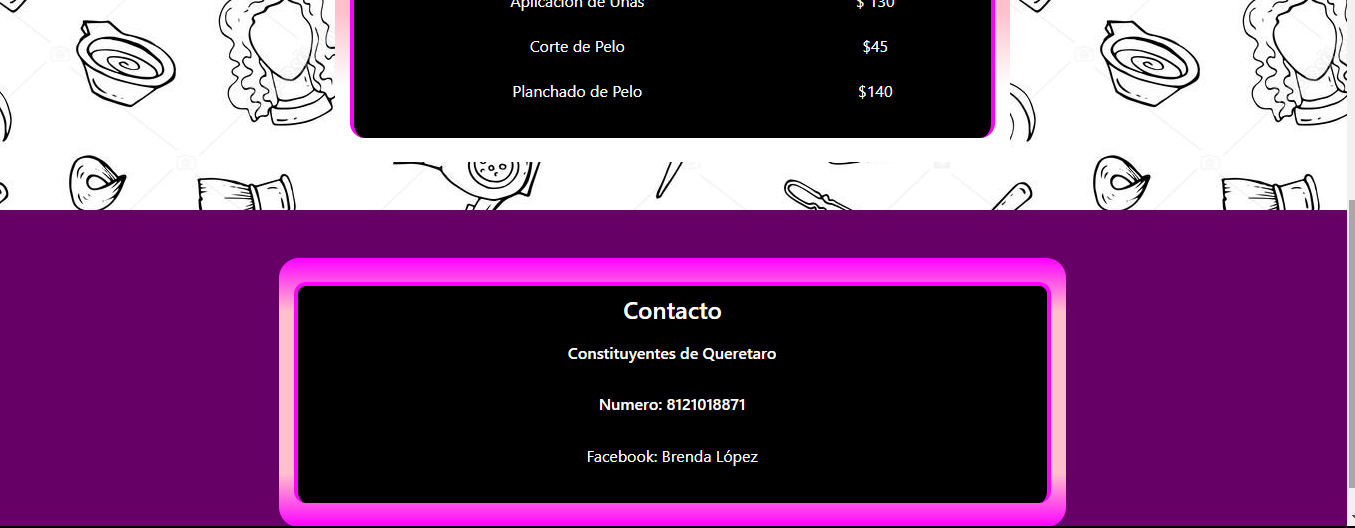 Aplicación de Uñas $ 130
Corte de Pelo $45
Planchado de Pelo $140
Contacto
Constituyentes de Queretaro
Numero: 8121018871
Facebook: Brenda López